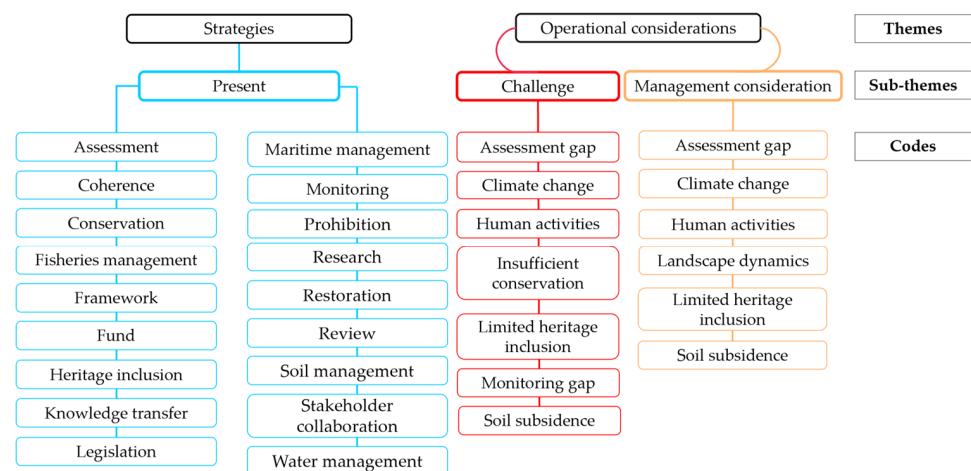 Strategies
Operational considerations
Themes
Present
Challenge
Management consideration
Sub-themes
Codes
Assessment
Coherence
Conservation
Fisheries management
Framework
Fund
Heritage inclusion
Knowledge transfer
Legislation
Maritime management
Monitoring
Prohibition
Research
Restoration
Review
Soil management
Stakeholder
collaboration
Water management
Assessment gap
Climate change
Human activities
Insufficient
conservation
Limited heritage
inclusion
Monitoring gap
Soil subsidence
Assessment gap
Climate change
Human activities
Landscape dynamics
Limited heritage
inclusion
Soil subsidence